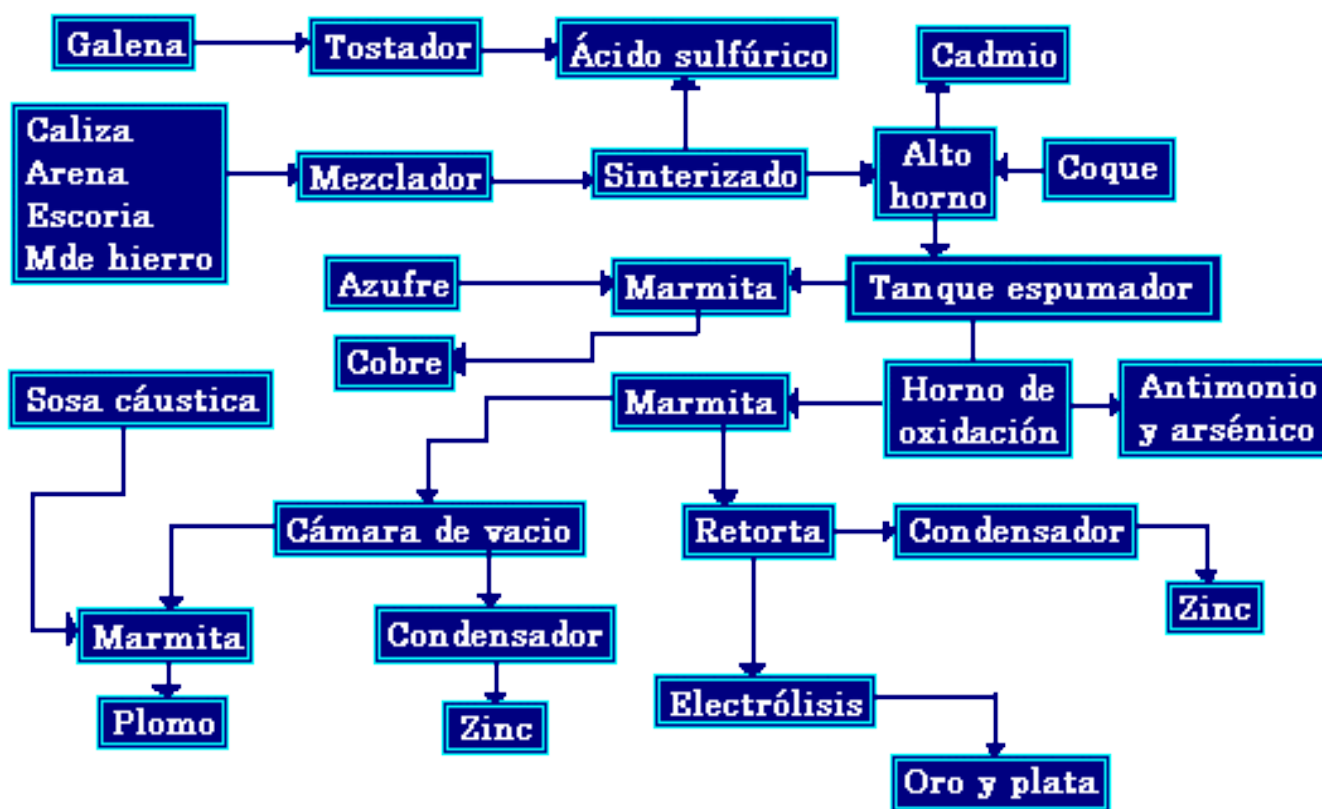 Galena
Tostador
Ácido sulfúrico
Cadmio
Caliza
Arena
Escoria
Mde hierro
Mezclador
Sinterizado
Alto
horno
Coque
Azufre
Marmita
Tanque espumador
Cobre
Sosa cáustica
Marmita
Horno de
oxidación
Antimonio
y arsénico
Cámara de vacio
Retorta
Condensador
Marmita
Condensador
Zinc
Plomo
Zinc
Electrólisis
Oro y plata